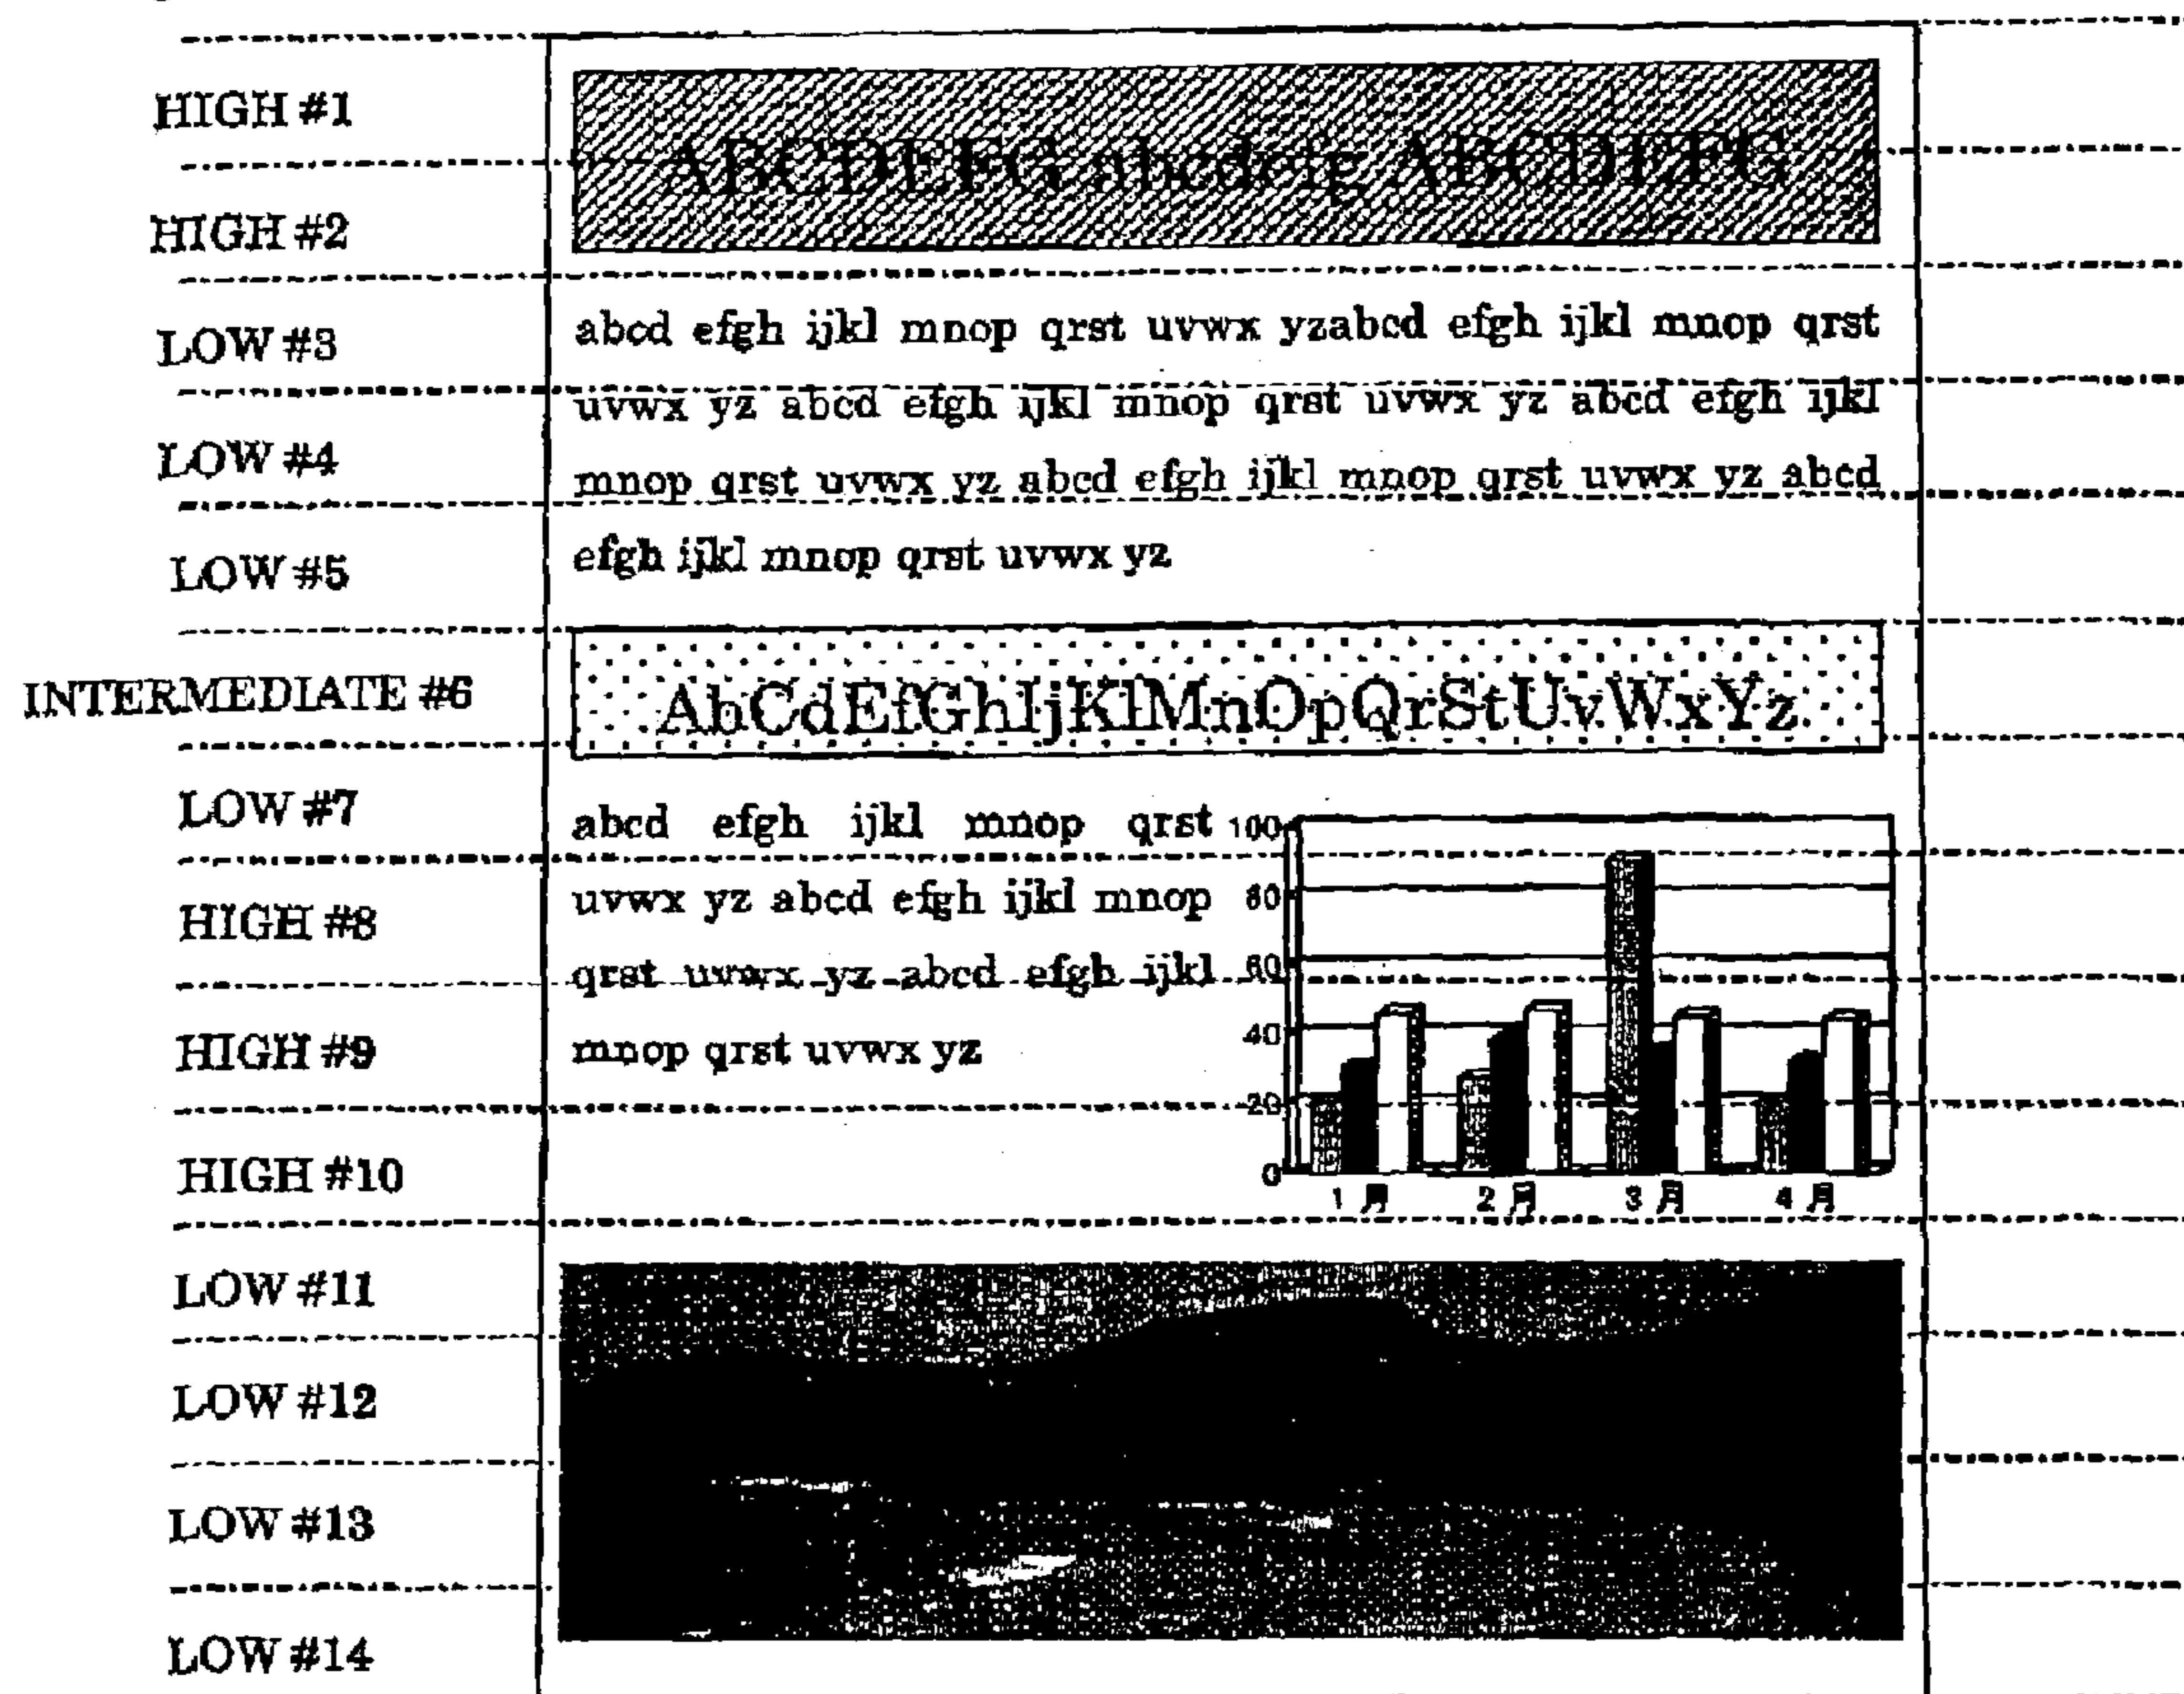 HIGH #1
ABCDEFG abcdefg ABCDEFG
HIGH #2
LOW #3
abcd efgh ijkl mnop qrst uvwx yzabcd efgh ijkl mnop qrst
uvwx yz abcd efgh ijkl mnop qrst uvwx yz abcd efgh ijkl
LOW #4
mnop qrst uvwx yz abcd efgh ijkl mnop qrst uvwx yz abcd
LOW #5
efgh ijkl mnop qrst uvwx yz
INTERMEDIATE #6
AbCdEfGhIjKlMnOpQrStUvWxYz
LOW #7
abcd efgh ijkl mnop qrst
HIGH #8
uvwx yz abcd efgh ijkl mnop
qrst uvwx yz abcd efgh ijkl
HIGH #9
mnop qrst uvwx yz
HIGH #10
100
80
60
40
20
0
1月 2月 3月 4月
LOW #11
LOW #12
LOW #13
LOW #14